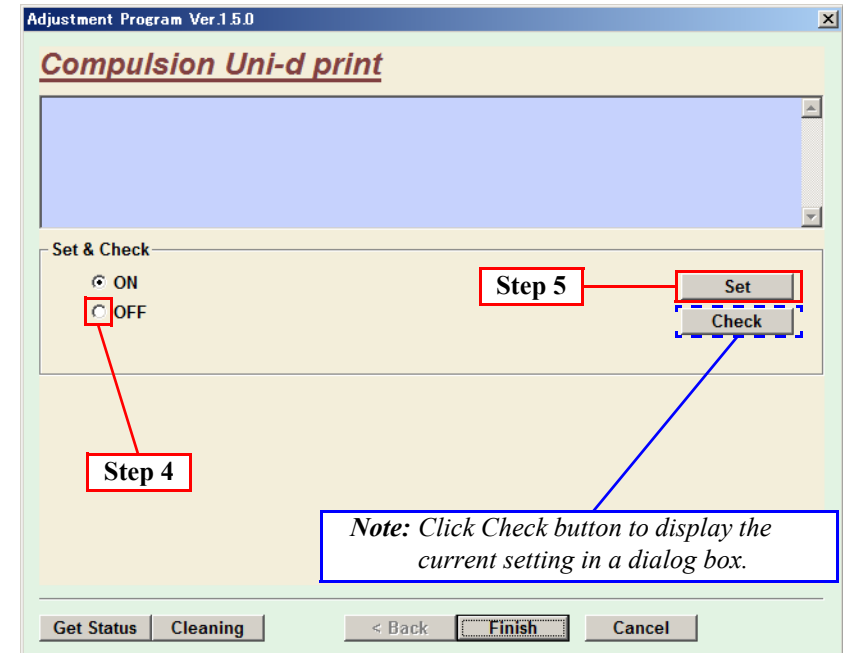 Adjustment Program Ver.1.5.0
Compulsion Uni-d print
Set & Check
ON
Step 5
Set
OFF
Check
Step 4
Note: Click Check button to display the
current setting in a dialog box.
Get Status Cleaning < Back Finish Cancel